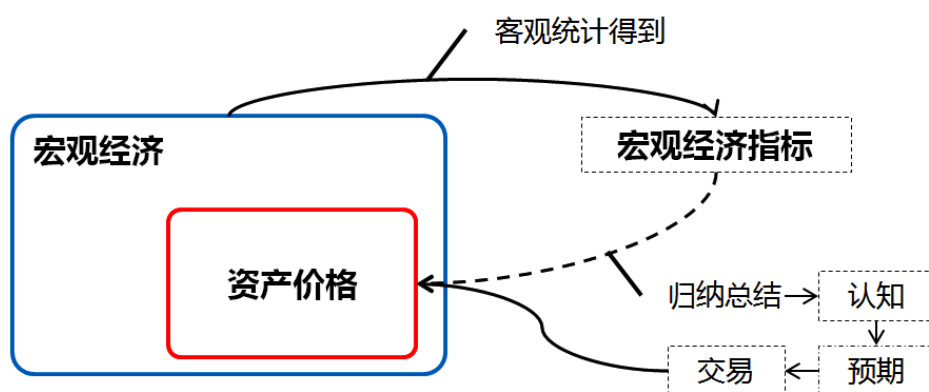 客观统计得到
宏观经济
宏观经济指标
资产价格
归纳总结
认知
交易
预期